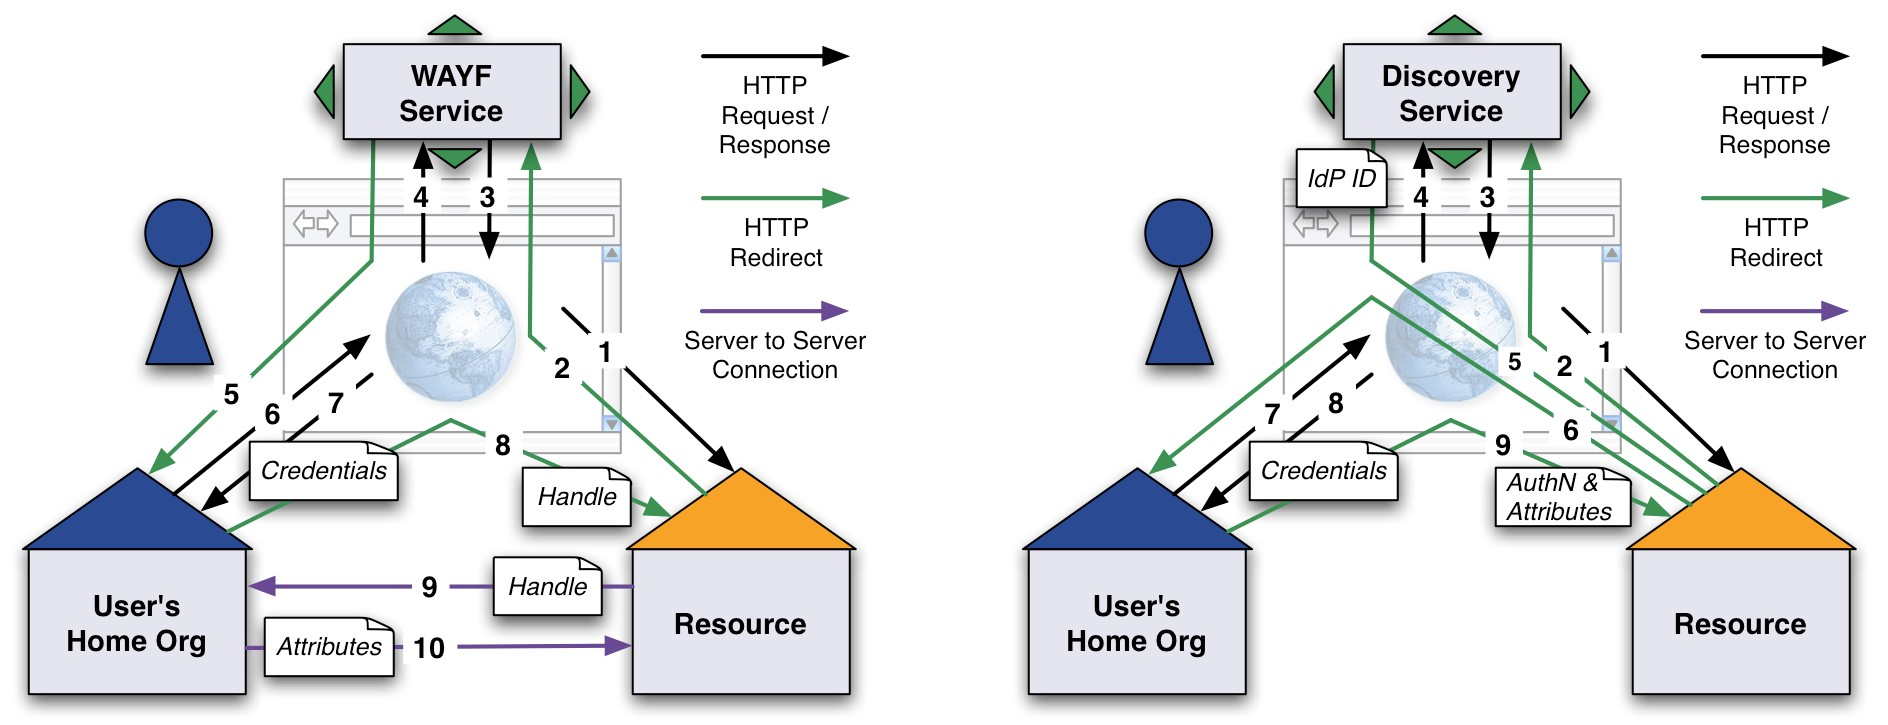 WAYF
Service
HTTP
Request /
Response
HTTP
Redirect
Server to Server
Connection
4
3
1
2
5
6
7
8
Credentials
Handle
9
Handle
Attributes
10
User's
Home Org
Resource
Discovery
Service
HTTP
Request /
Response
HTTP
Redirect
Server to Server
Connection
IdP ID
4
3
1
2
5
6
7
8
9
Credentials
AuthN &
Attributes
User's
Home Org
Resource